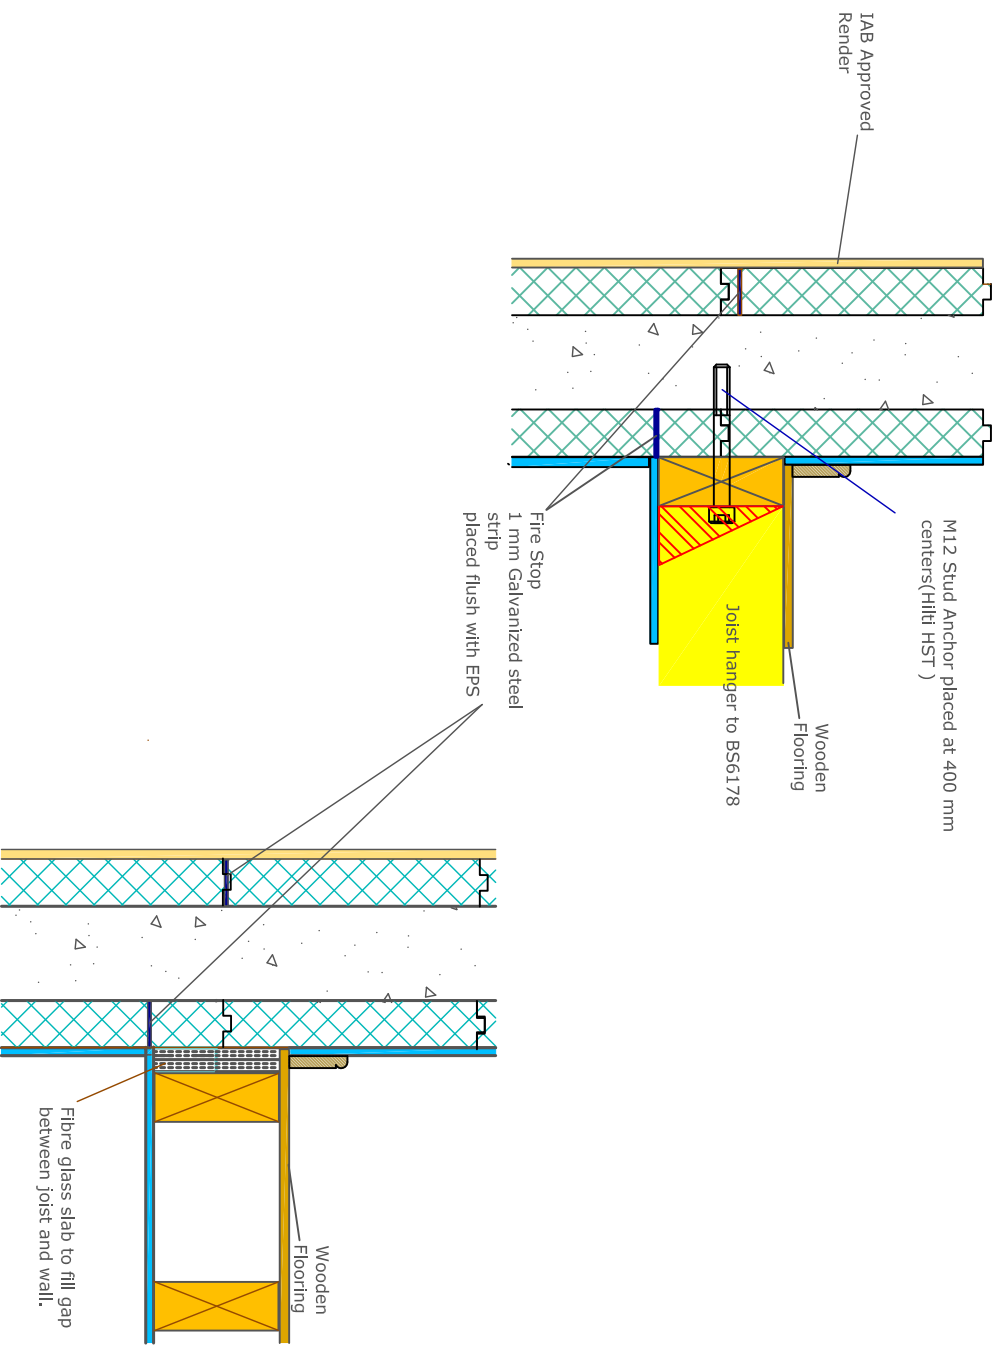 IAB Approved
Render
M12 Stud Anchor placed at 400 mm
centers(Hilti HST )
Wooden
Flooring
Joist hanger to BS6178
Fire Stop
1 mm Galvanized steel
strip
placed flush with EPS
Wooden
Flooring
Fibre glass slab to fill gap
between joist and wall.